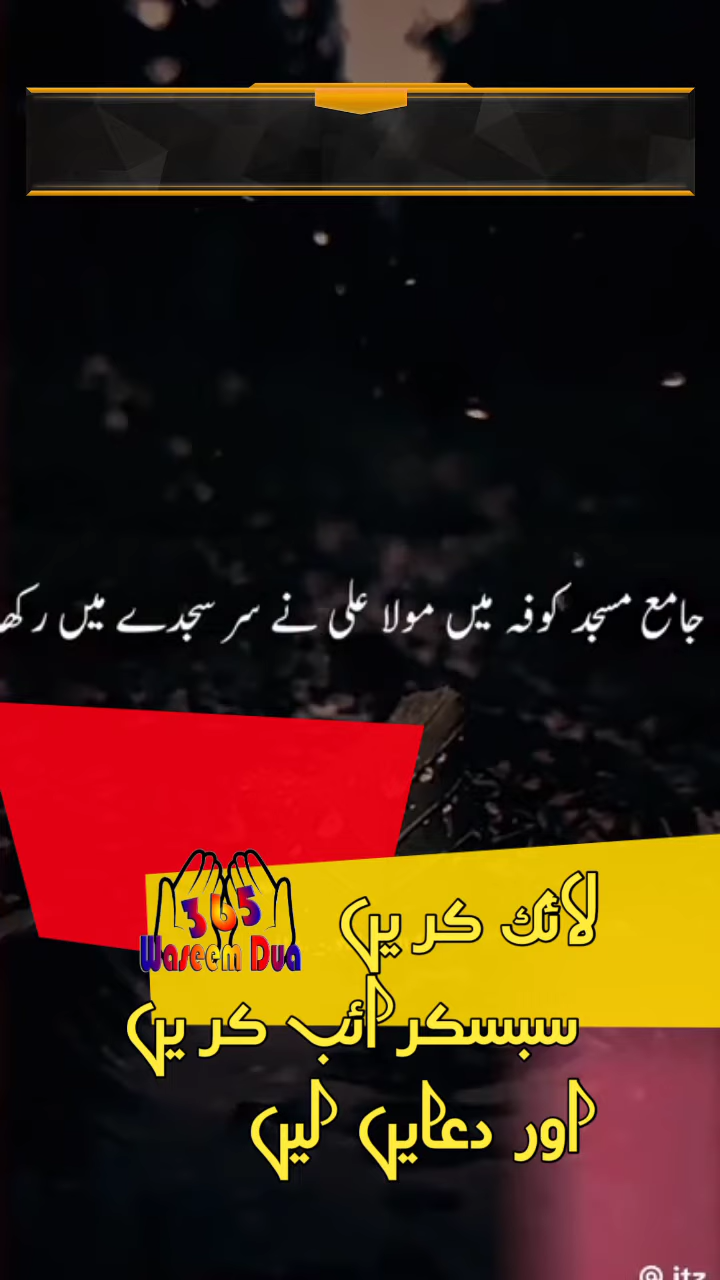 جامع مسجد کوفہ میں مولا علی نے سر سجدے میں رکھ
365
Waseem Dua
لائک کریں
سبسکرائب کریں
اور دعایں لیں
@ itz